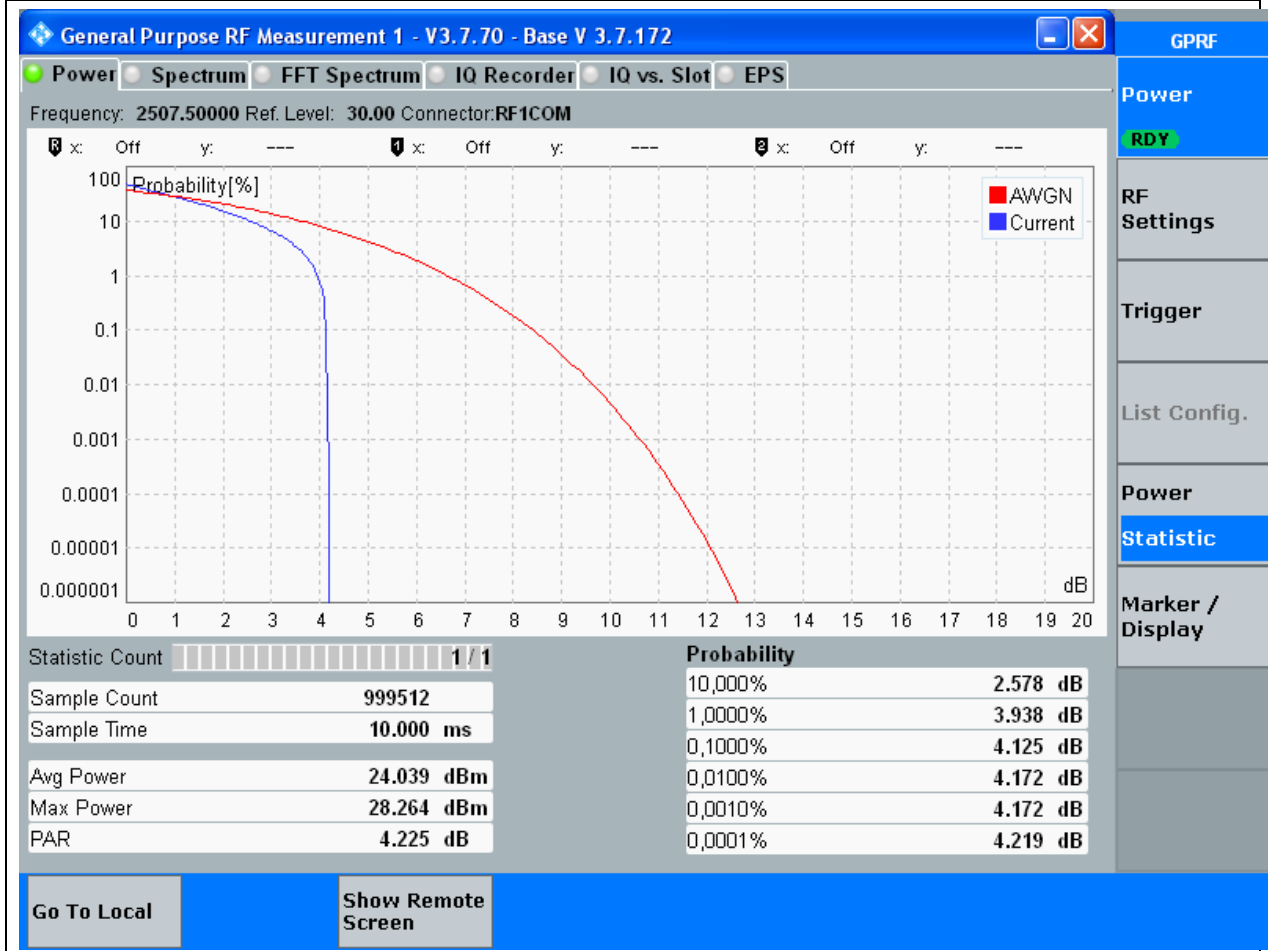 General Purpose RF Measurement 1 - V3.7.70 - Base V 3.7.172
GPRF
Power Spectrum FFT Spectrum IQ Recorder IQ vs. Slot EPS
Frequency: 2507.50000 Ref. Level: 30.00 Connector:RF1COM
R x: Off y: --- 1 x: Off y: --- 2 x: Off y: ---
Probability[%]
100
10
1
0.1
0.01
0.001
0.0001
0.00001
0.000001
AWGN
Current
dB
0 1 2 3 4 5 6 7 8 9 10 11 12 13 14 15 16 17 18 19 20
Statistic Count 1 / 1
Sample Count 999512
Sample Time 10.000 ms
Avg Power 24.039 dBm
Max Power 28.264 dBm
PAR 4.225 dB
Probability
10,000% 2.578 dB
1,0000% 3.938 dB
0,1000% 4.125 dB
0,0100% 4.172 dB
0,0010% 4.172 dB
0,0001% 4.219 dB
Power
RDY
RF
Settings
Trigger
List Config.
Power
Statistic
Marker /
Display
Go To Local
Show Remote
Screen